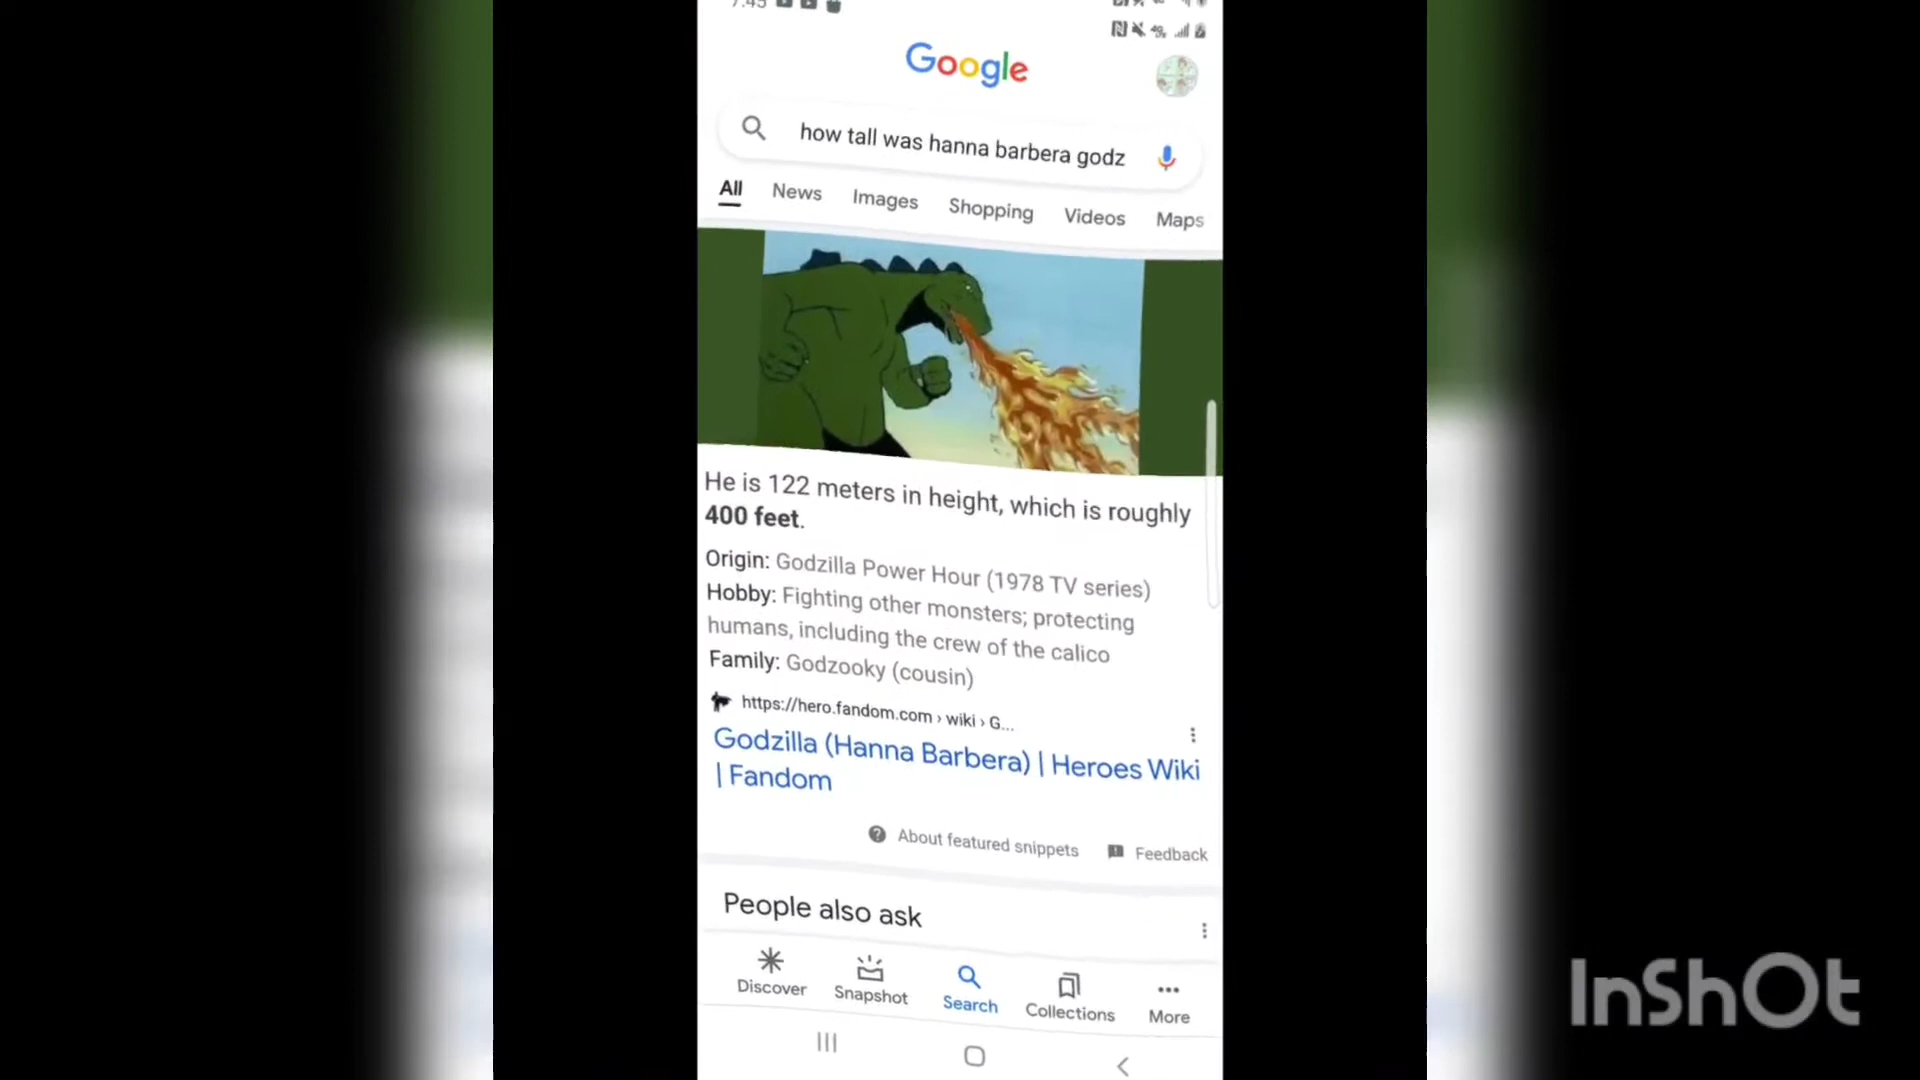 7:45
Google
how tall was hanna barbera godz
All News Images Shopping Videos Maps
He is 122 meters in height, which is roughly
400 feet.
Origin: Godzilla Power Hour (1978 TV series)
Hobby: Fighting other monsters; protecting
humans, including the crew of the calico
Family: Godzooky (cousin)
https://hero.fandom.com › wiki › G...
Godzilla (Hanna Barbera) | Heroes Wiki
| Fandom
About featured snippets Feedback
People also ask
Discover Snapshot Search Collections More
InShOt